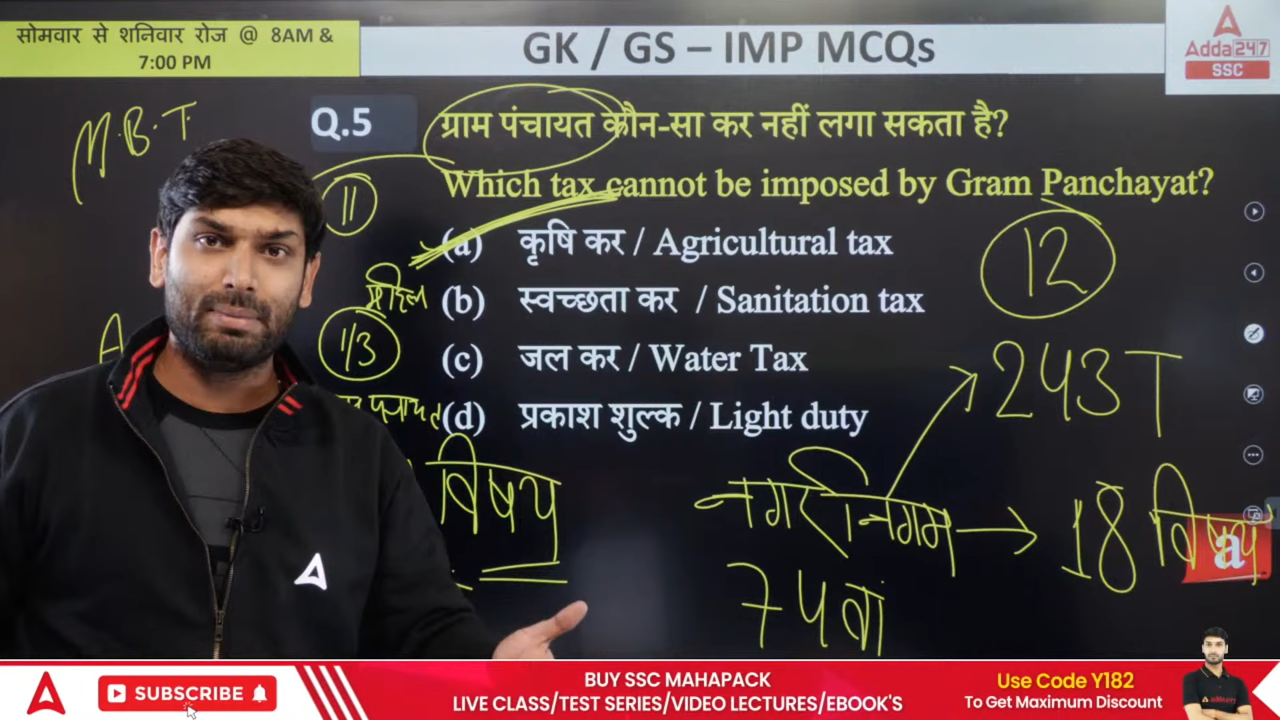 सोमवार से शनिवार रोज @ 8AM &
7:00 PM
GK / GS – IMP MCQs
Adda247
SSC
M.B.T.
Q.5 ग्राम पंचायत कौन-सा कर नहीं लगा सकता है?
Which tax cannot be imposed by Gram Panchayat?
11
(a) कृषि कर / Agricultural tax
12
(b) स्वच्छता कर / Sanitation tax
1/3
(c) जल कर / Water Tax
243 T
(d) प्रकाश शुल्क / Light duty
विषय
नगर निगम → 18 विषय
74वां
a
SUBSCRIBE
BUY SSC MAHAPACK
LIVE CLASS/TEST SERIES/VIDEO LECTURES/EBOOK'S
Use Code Y182
To Get Maximum Discount